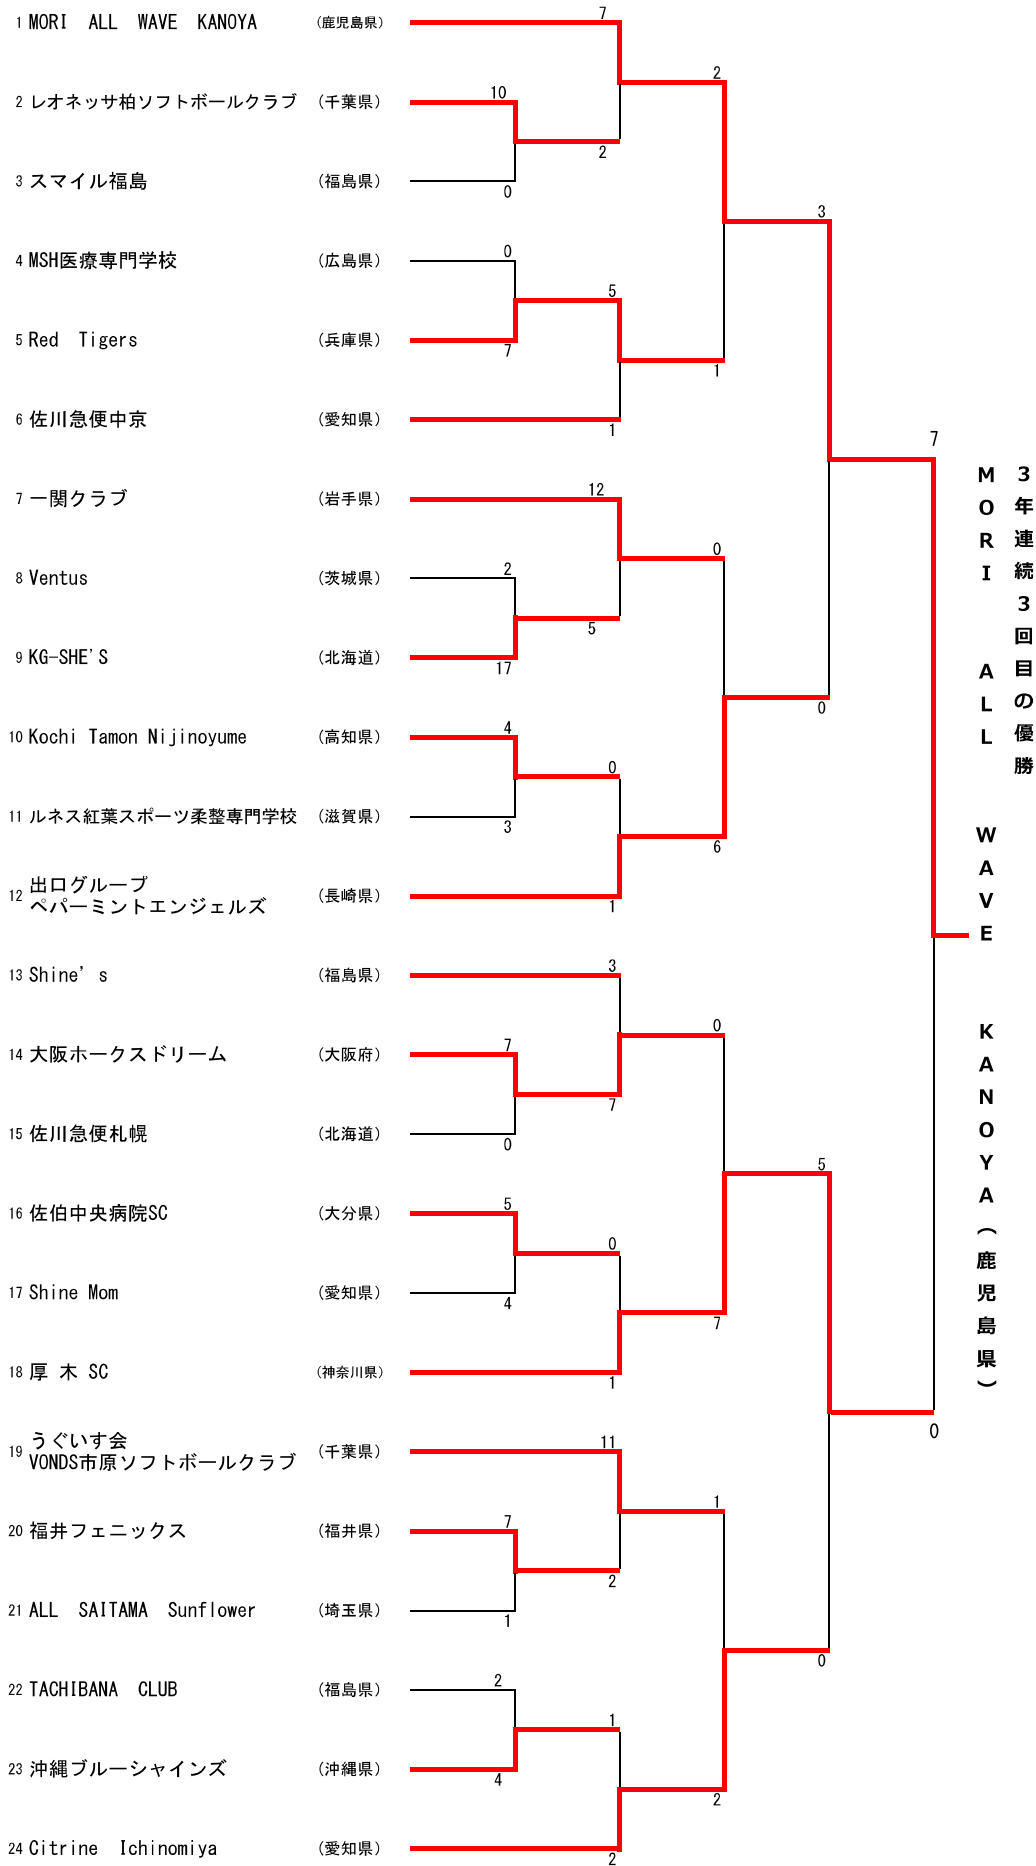 1 MORI ALL WAVE KANOYA (鹿児島県) 7
2
2 レオネッサ柏ソフトボールクラブ (千葉県) 10
2
3 スマイル福島 (福島県) 0
3
4 MSH医療専門学校 (広島県) 0
5
5 Red Tigers (兵庫県) 7
1
6 佐川急便中京 (愛知県) 1
7
7 一関クラブ (岩手県) 12
0
8 Ventus (茨城県) 2
5
9 KG-SHE'S (北海道) 17
0
10 Kochi Tamon Nijinoyume (高知県) 4
0
11 ルネス紅葉スポーツ柔整専門学校 (滋賀県) 3
6
12 出口グループ
ペパーミントエンジェルズ (長崎県) 1
13 Shine’s (福島県) 3
0
14 大阪ホークスドリーム (大阪府) 7
7
15 佐川急便札幌 (北海道) 0
5
16 佐伯中央病院SC (大分県) 5
0
17 Shine Mom (愛知県) 4
7
18 厚 木 SC (神奈川県) 1
0
19 うぐいす会
VONDS市原ソフトボールクラブ (千葉県) 11
1
20 福井フェニックス (福井県) 7
2
21 ALL SAITAMA Sunflower (埼玉県) 1
0
22 TACHIBANA CLUB (福島県) 2
1
23 沖縄ブルーシャインズ (沖縄県) 4
2
24 Citrine Ichinomiya (愛知県) 2
3年連続3回目の優勝
MORI ALL WAVE KANOYA(鹿児島県)